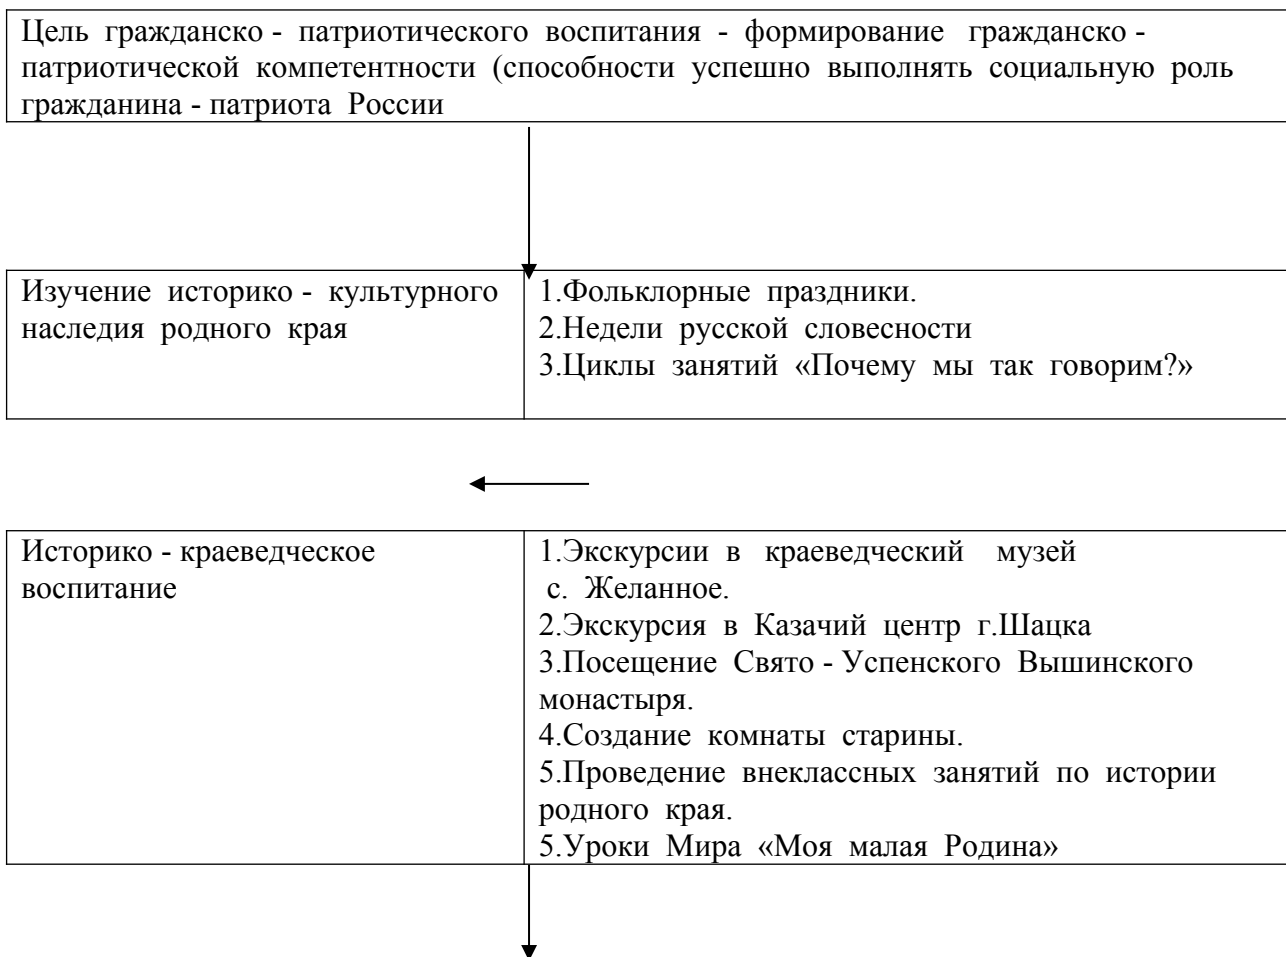 Цель гражданско - патриотического воспитания - формирование гражданско -
патриотической компетентности (способности успешно выполнять социальную роль
гражданина - патриота России
Изучение историко - культурного
наследия родного края
1.Фольклорные праздники.
2.Недели русской словесности
3.Циклы занятий «Почему мы так говорим?»
Историко - краеведческое
воспитание
1.Экскурсии в краеведческий музей
с. Желанное.
2.Экскурсия в Казачий центр г.Шацка
3.Посещение Свято - Успенского Вышинского
монастыря.
4.Создание комнаты старины.
5.Проведение внеклассных занятий по истории
родного края.
5.Уроки Мира «Моя малая Родина»